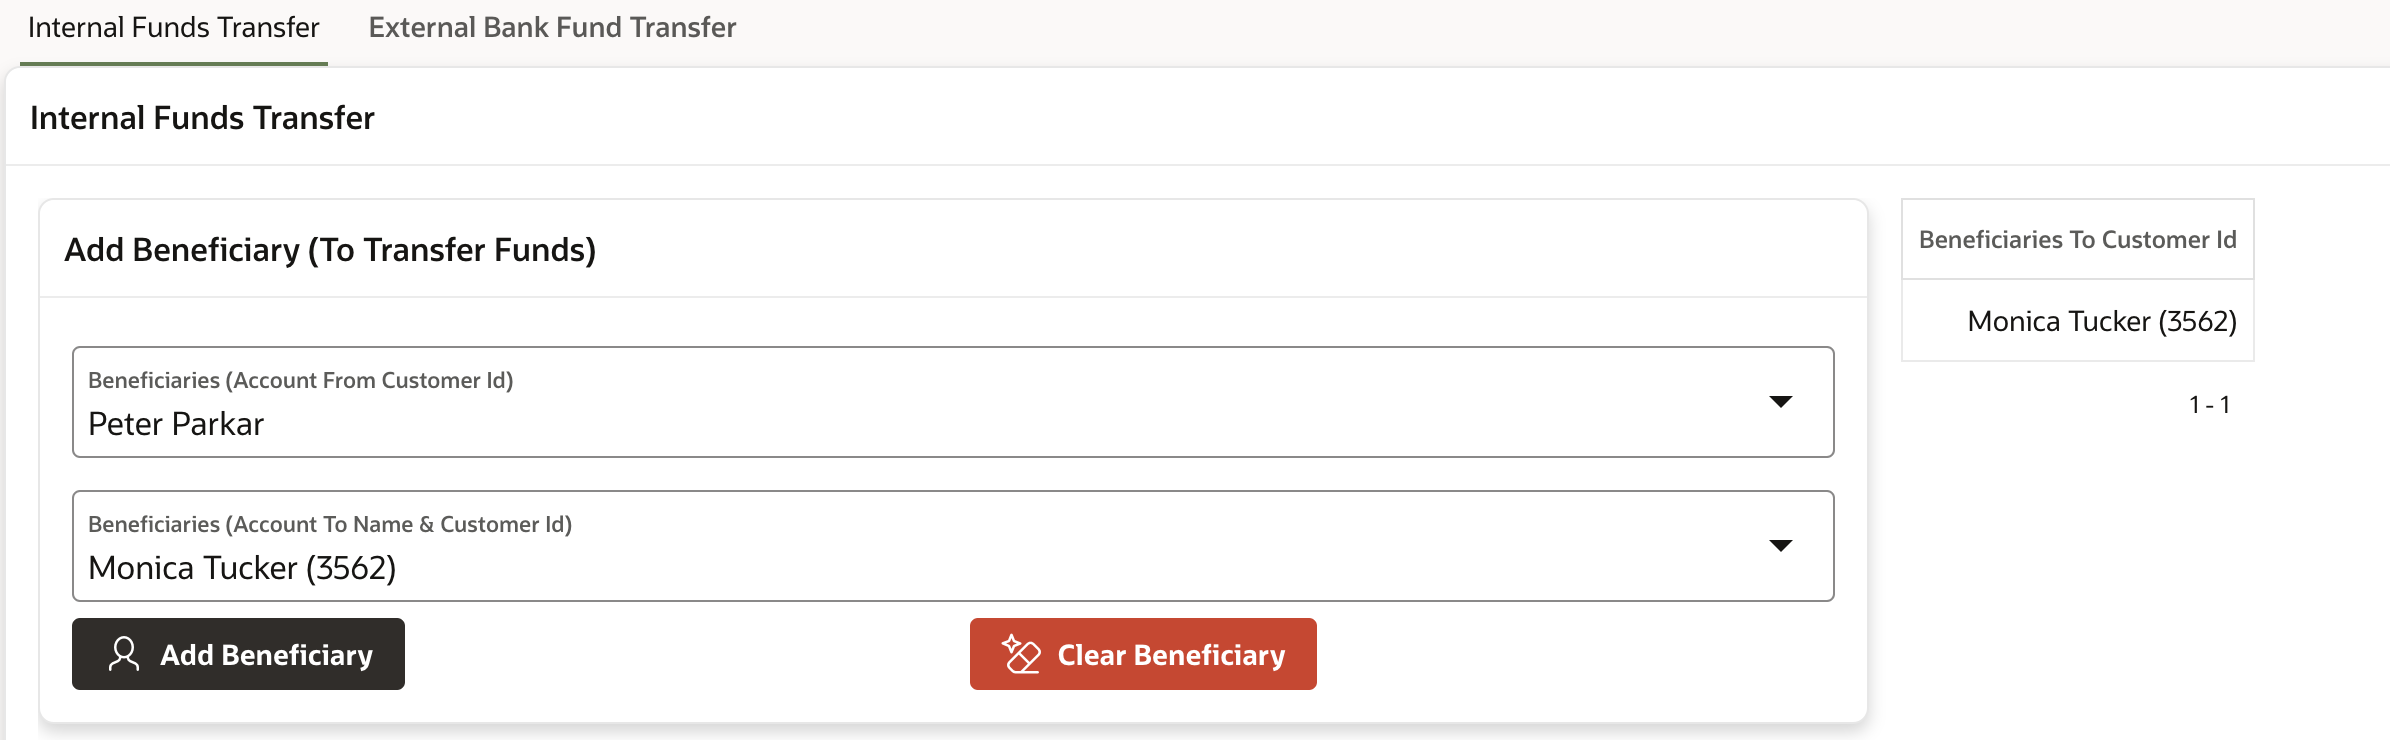 Internal Funds Transfer
External Bank Fund Transfer
Internal Funds Transfer
Add Beneficiary (To Transfer Funds)
Beneficiaries (Account From Customer Id)
Peter Parkar
Beneficiaries (Account To Name & Customer Id)
Monica Tucker (3562)
Add Beneficiary
Clear Beneficiary
Beneficiaries To Customer Id
Monica Tucker (3562)
1 - 1